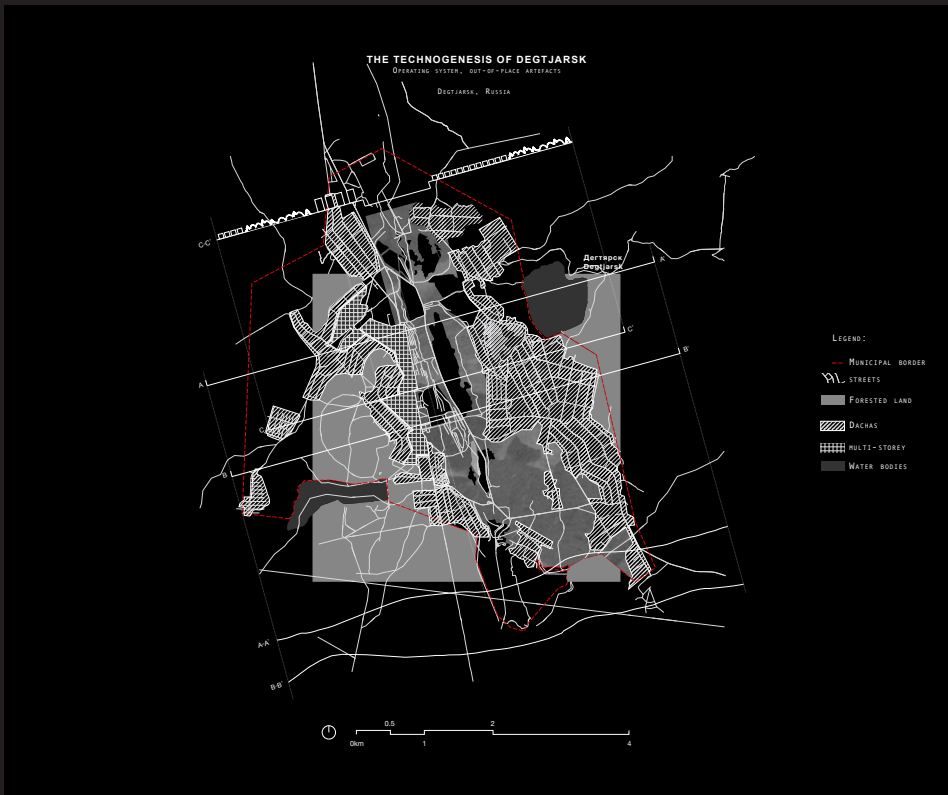 THE TECHNOGENESIS OF DEGTJARSK
Operating system, out-of-place artefacts
Degtjarsk, Russia
C-C'
Дегтярск
Degtjarsk
A'
C'
B'
A
C
B
A-A'
B-B'
Legend:
Municipal border
streets
Forested land
Dachas
multi-storey
Water bodies
0.5
2
0km
1
4